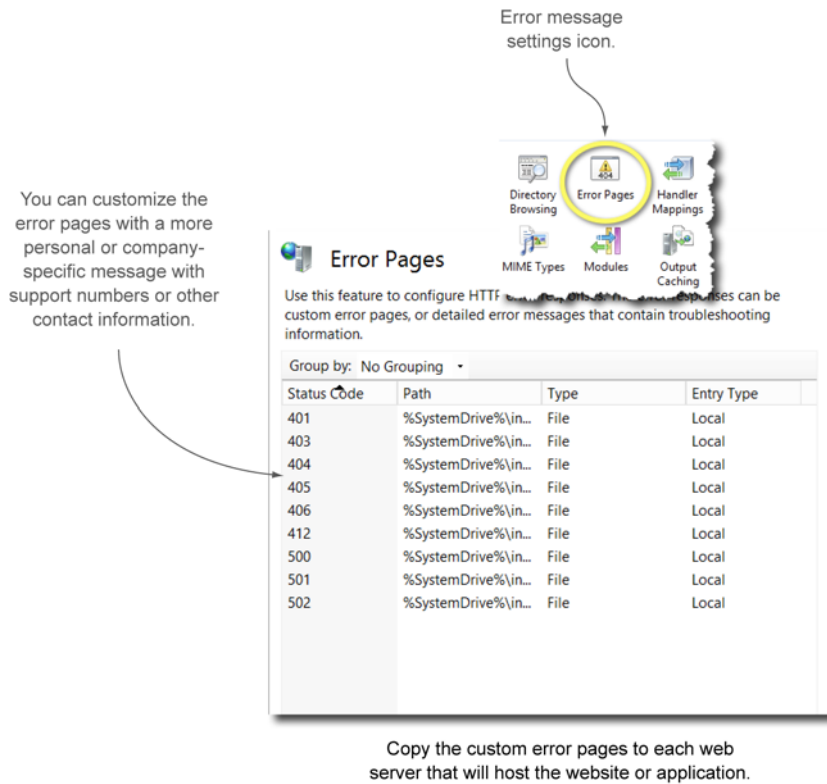 Error message
settings icon.
Directory
Browsing
Error Pages
Handler
Mappings
MIME Types
Modules
Output
Caching
404
You can customize the
error pages with a more
personal or company-
specific message with
support numbers or other
contact information.
Error Pages
Use this feature to configure HTTP can be
custom error pages, or detailed error messages that contain troubleshooting
information.
Group by: No Grouping
Status Code Path Type Entry Type
401 %SystemDrive%\in... File Local
403 %SystemDrive%\in... File Local
404 %SystemDrive%\in... File Local
405 %SystemDrive%\in... File Local
406 %SystemDrive%\in... File Local
412 %SystemDrive%\in... File Local
500 %SystemDrive%\in... File Local
501 %SystemDrive%\in... File Local
502 %SystemDrive%\in... File Local
Copy the custom error pages to each web
server that will host the website or application.